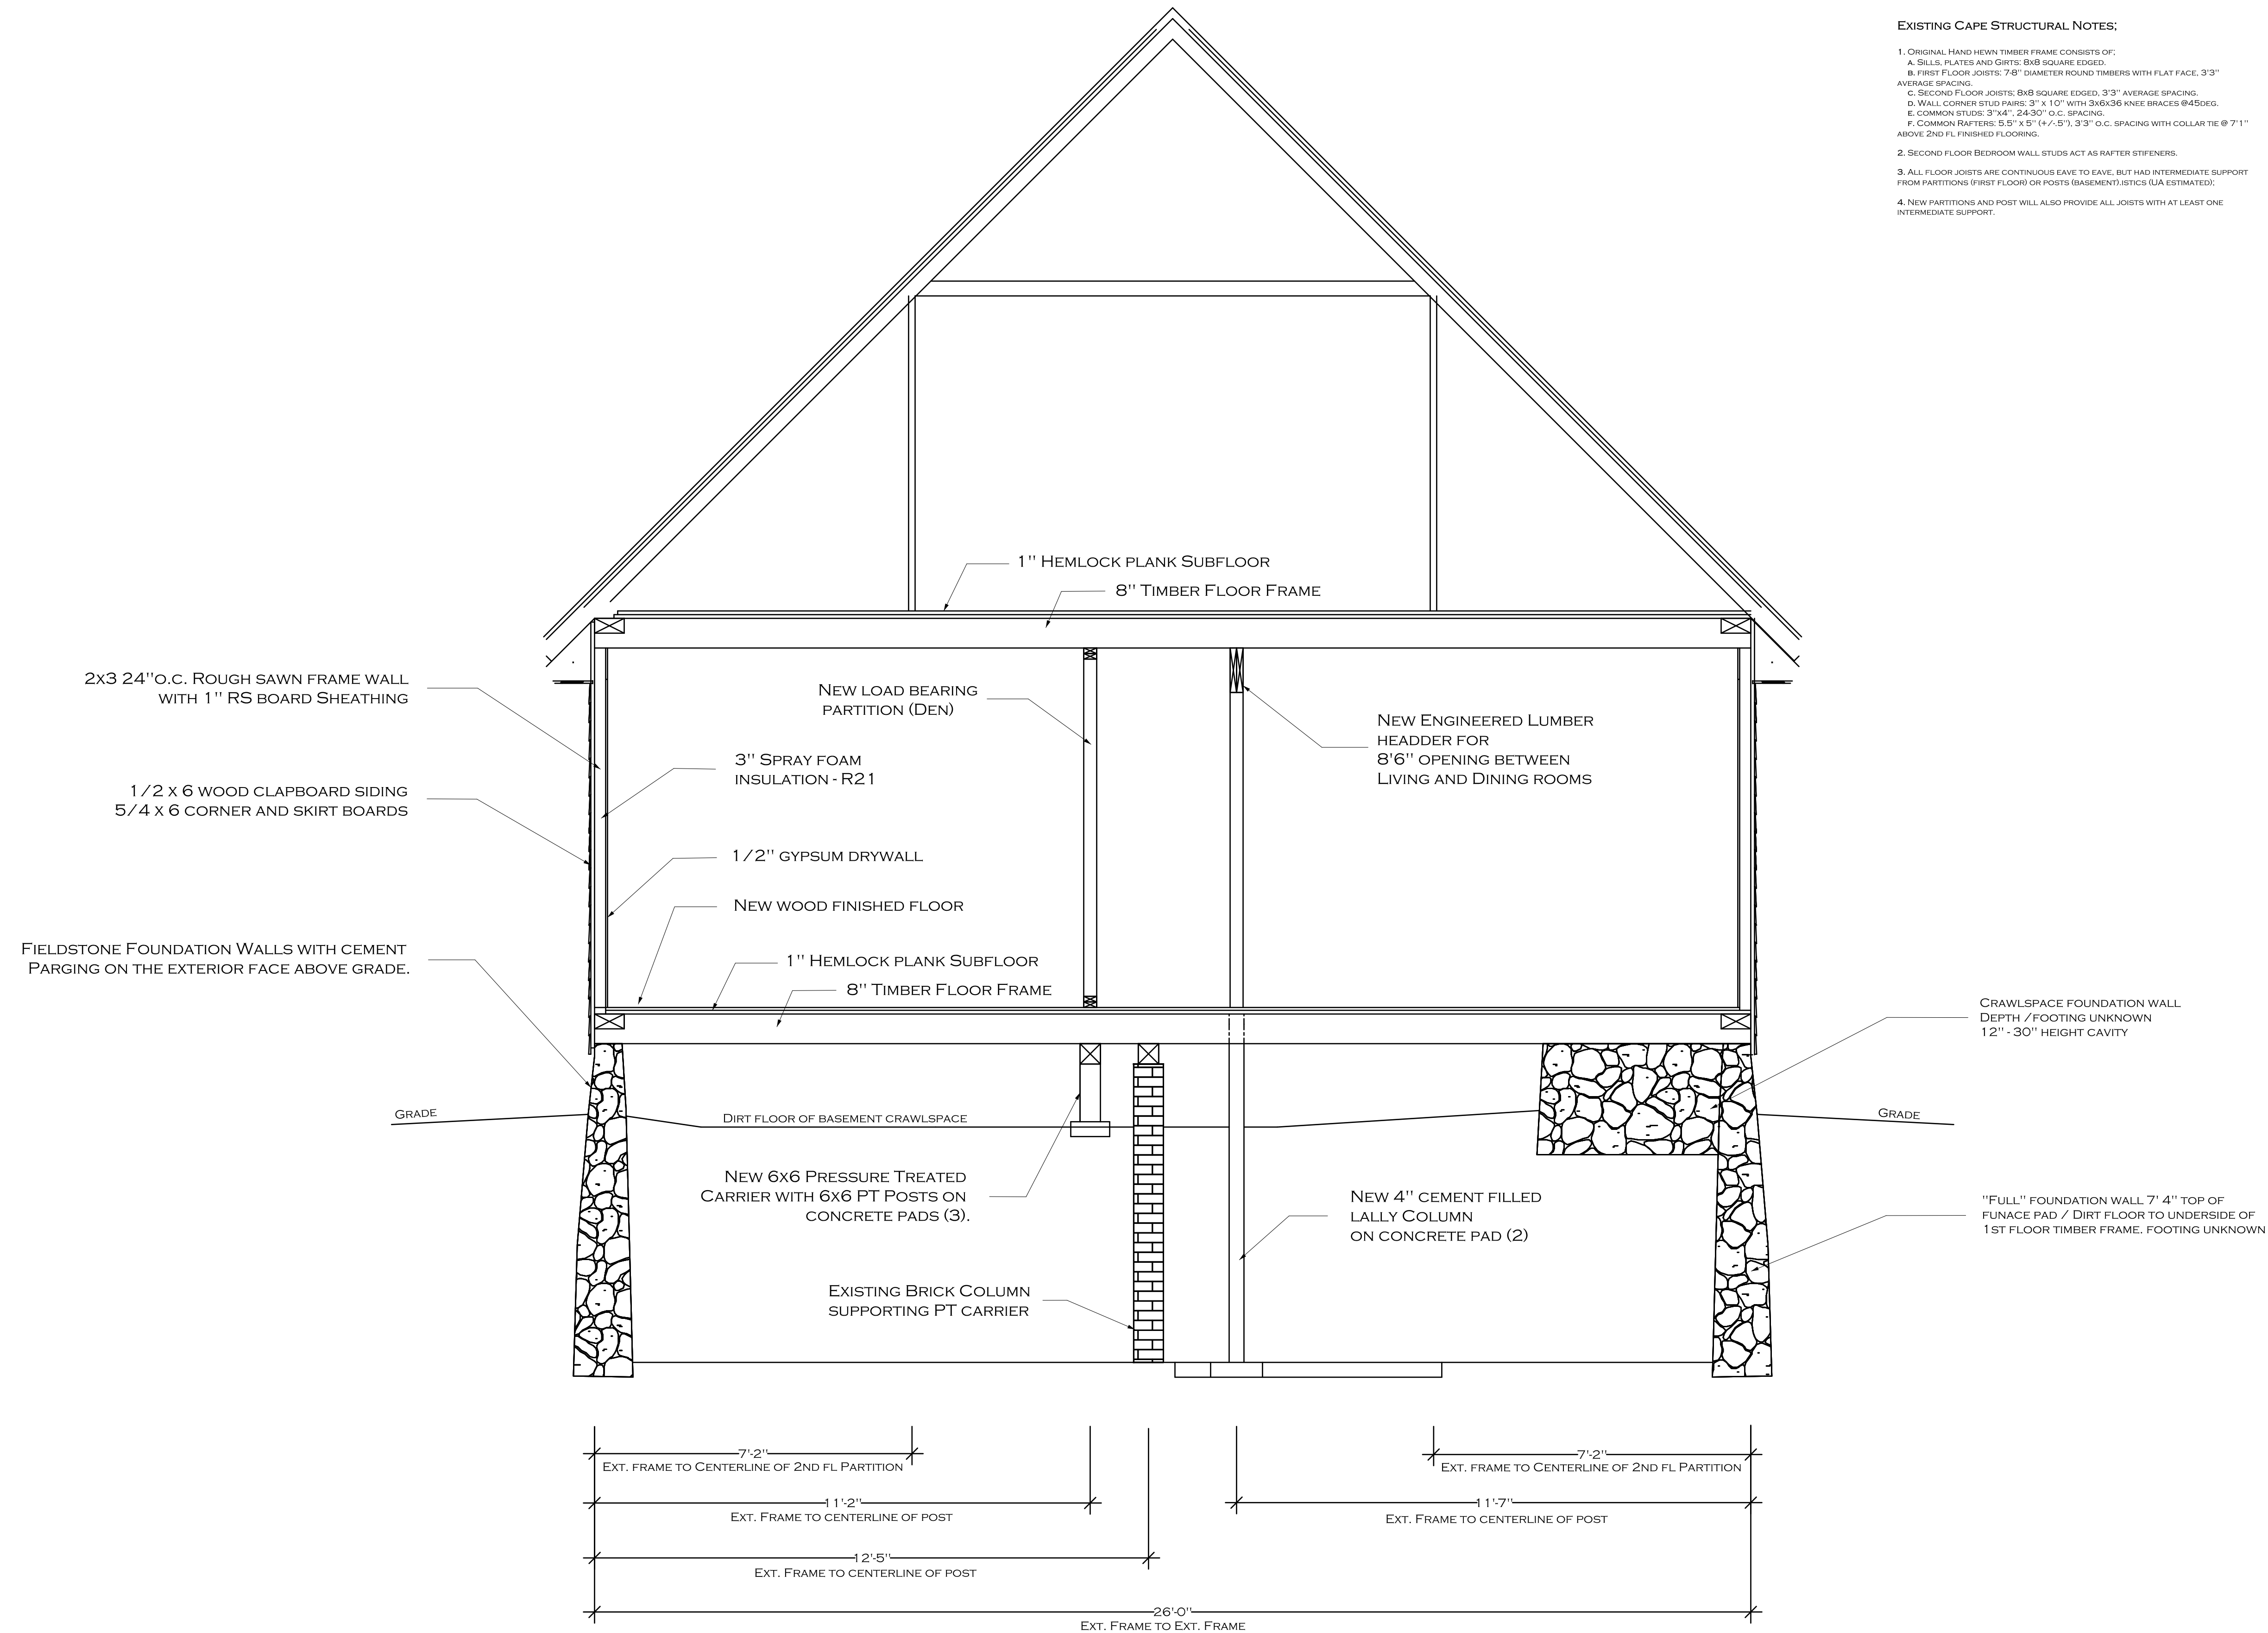 Existing Cape Structural Notes;
1. Original Hand hewn timber frame consists of;
a. Sills, plates and Girts: 8x8 square edged.
b. first Floor joists: 7-8" diameter round timbers with flat face, 3'3"
average spacing.
c. Second Floor joists; 8x8 square edged, 3'3" average spacing.
d. Wall corner stud pairs: 3" x 10" with 3x6x36 knee braces @45deg.
e. common studs: 3"x4", 24-30" o.c. spacing.
f. Common Rafters: 5.5" x 5" (+/-.5"), 3'3" o.c. spacing with collar tie @ 7'1"
above 2nd fl finished flooring.
2. Second floor Bedroom wall studs act as rafter stifeners.
3. All floor joists are continuous eave to eave, but had intermediate support
from partitions (first floor) or posts (basement).istics (UA estimated);
4. New partitions and post will also provide all joists with at least one
intermediate support.
1" Hemlock plank Subfloor
8" Timber Floor Frame
2x3 24"o.c. Rough sawn frame wall
with 1" RS board Sheathing
New load bearing
partition (Den)
New Engineered Lumber
headder for
8'6" opening between
Living and Dining rooms
3" Spray foam
insulation - R21
1/2 x 6 wood clapboard siding
5/4 x 6 corner and skirt boards
1/2" gypsum drywall
New wood finished floor
Fieldstone Foundation Walls with cement
Parging on the exterior face above grade.
1" Hemlock plank Subfloor
8" Timber Floor Frame
Crawlspace foundation wall
Depth /footing unknown
12" - 30" height cavity
Grade
Dirt floor of basement crawlspace
Grade
New 6x6 Pressure Treated
Carrier with 6x6 PT Posts on
concrete pads (3).
New 4" cement filled
lally Column
on concrete pad (2)
"Full" foundation wall 7' 4" top of
funace pad / Dirt floor to underside of
1st floor timber frame. footing unknown
Existing Brick Column
supporting PT carrier
7'-2"
Ext. frame to Centerline of 2nd fl Partition
7'-2"
Ext. frame to Centerline of 2nd fl Partition
11'-2"
Ext. Frame to centerline of post
11'-7"
Ext. Frame to centerline of post
12'-5"
Ext. Frame to centerline of post
26'-0"
Ext. Frame to Ext. Frame